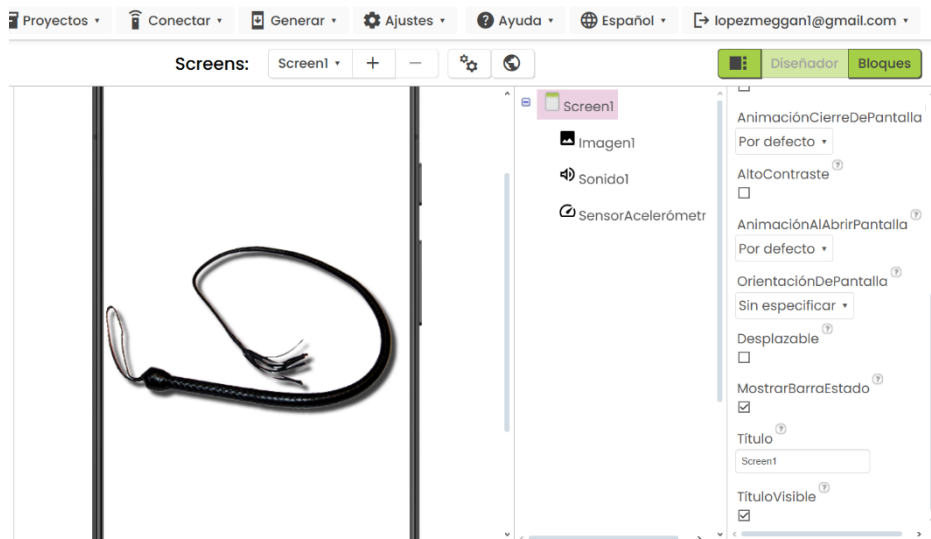 Proyectos Conectar Generar Ajustes Ayuda Español lopezmeggan1@gmail.com
Screens: Screen1 + - Diseñador Bloques
Screen1
Imagen1
Sonido1
SensorAcelerómetr
AnimaciónCierreDePantalla
Por defecto
AltoContraste
AnimaciónAlAbrirPantalla
Por defecto
OrientaciónDePantalla
Sin especificar
Desplazable
MostrarBarraEstado
Título
Screen1
TítuloVisible